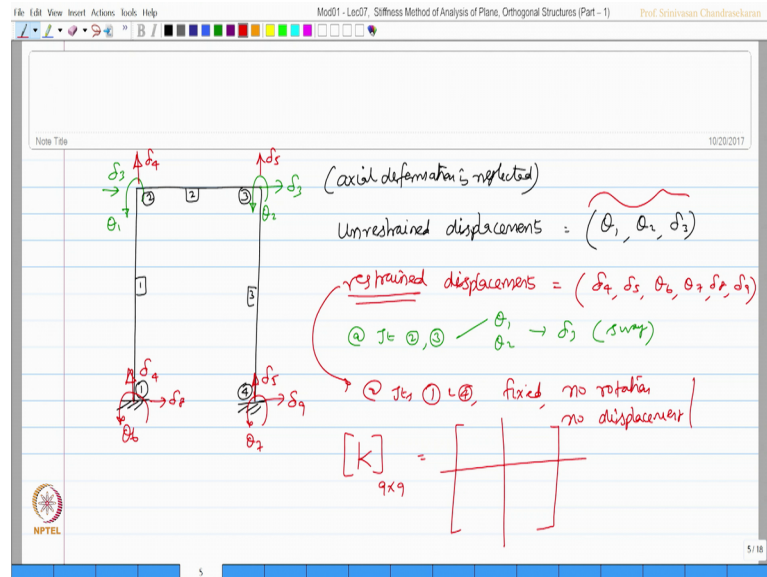 File Edit View Insert Actions Tools Help
Mod01 - Lec07, Stiffness Method of Analysis of Plane, Orthogonal Structures (Part – 1)
Prof. Srinivasan Chandrasekaran
B I
Note Title
10/20/2017
δ4
δ5
δ3
δ3
θ1
θ2
2
2
3
1
3
(axial deformation is neglected)
Unrestrained displacement = (θ1, θ2, δ3)
restrained displacement = (δ4, δ5, θ6, θ7, δ8, δ9)
@ Jt 2, 3 θ1 θ2 → δ3 (sway)
@ Jts 1 & 4, fixed, no rotation
no displacement
δ4
δ5
1
4
δ8
δ9
θ6
θ7
[K]9x9 =
NPTEL
5 / 18
5